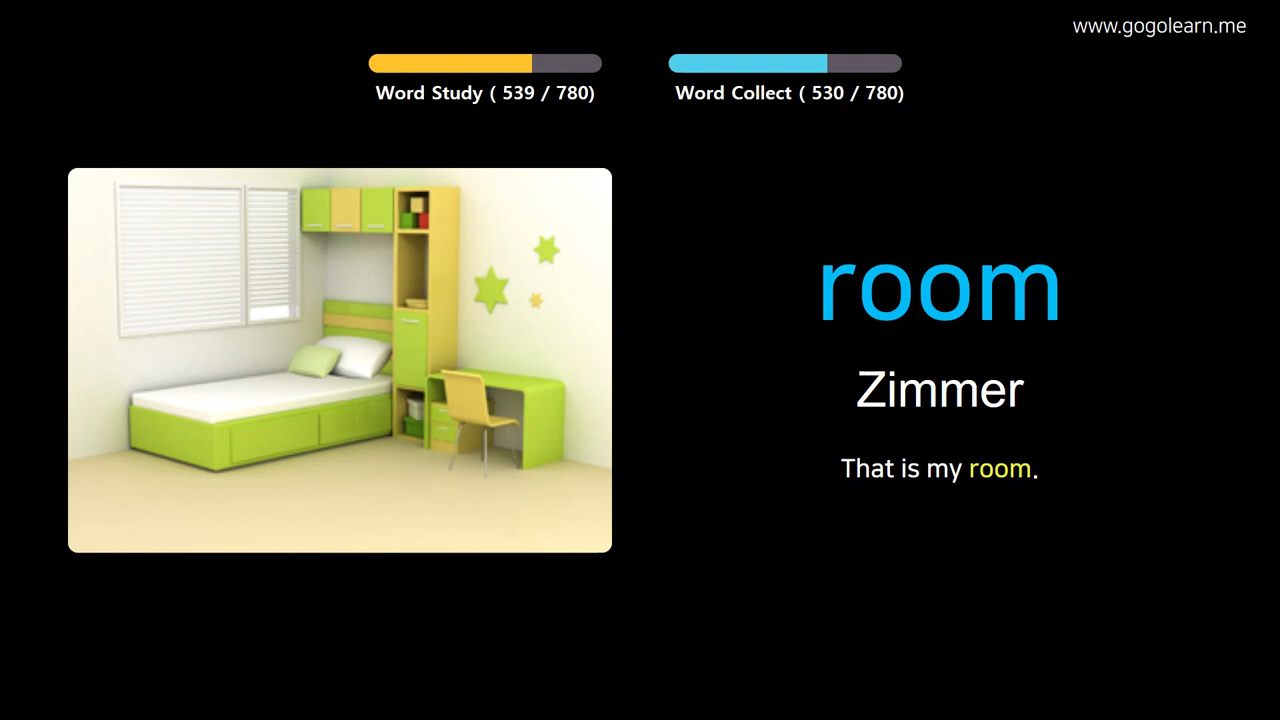 www.gogolearn.me
Word Study ( 539 / 780)
Word Collect ( 530 / 780)
room
Zimmer
That is my room.